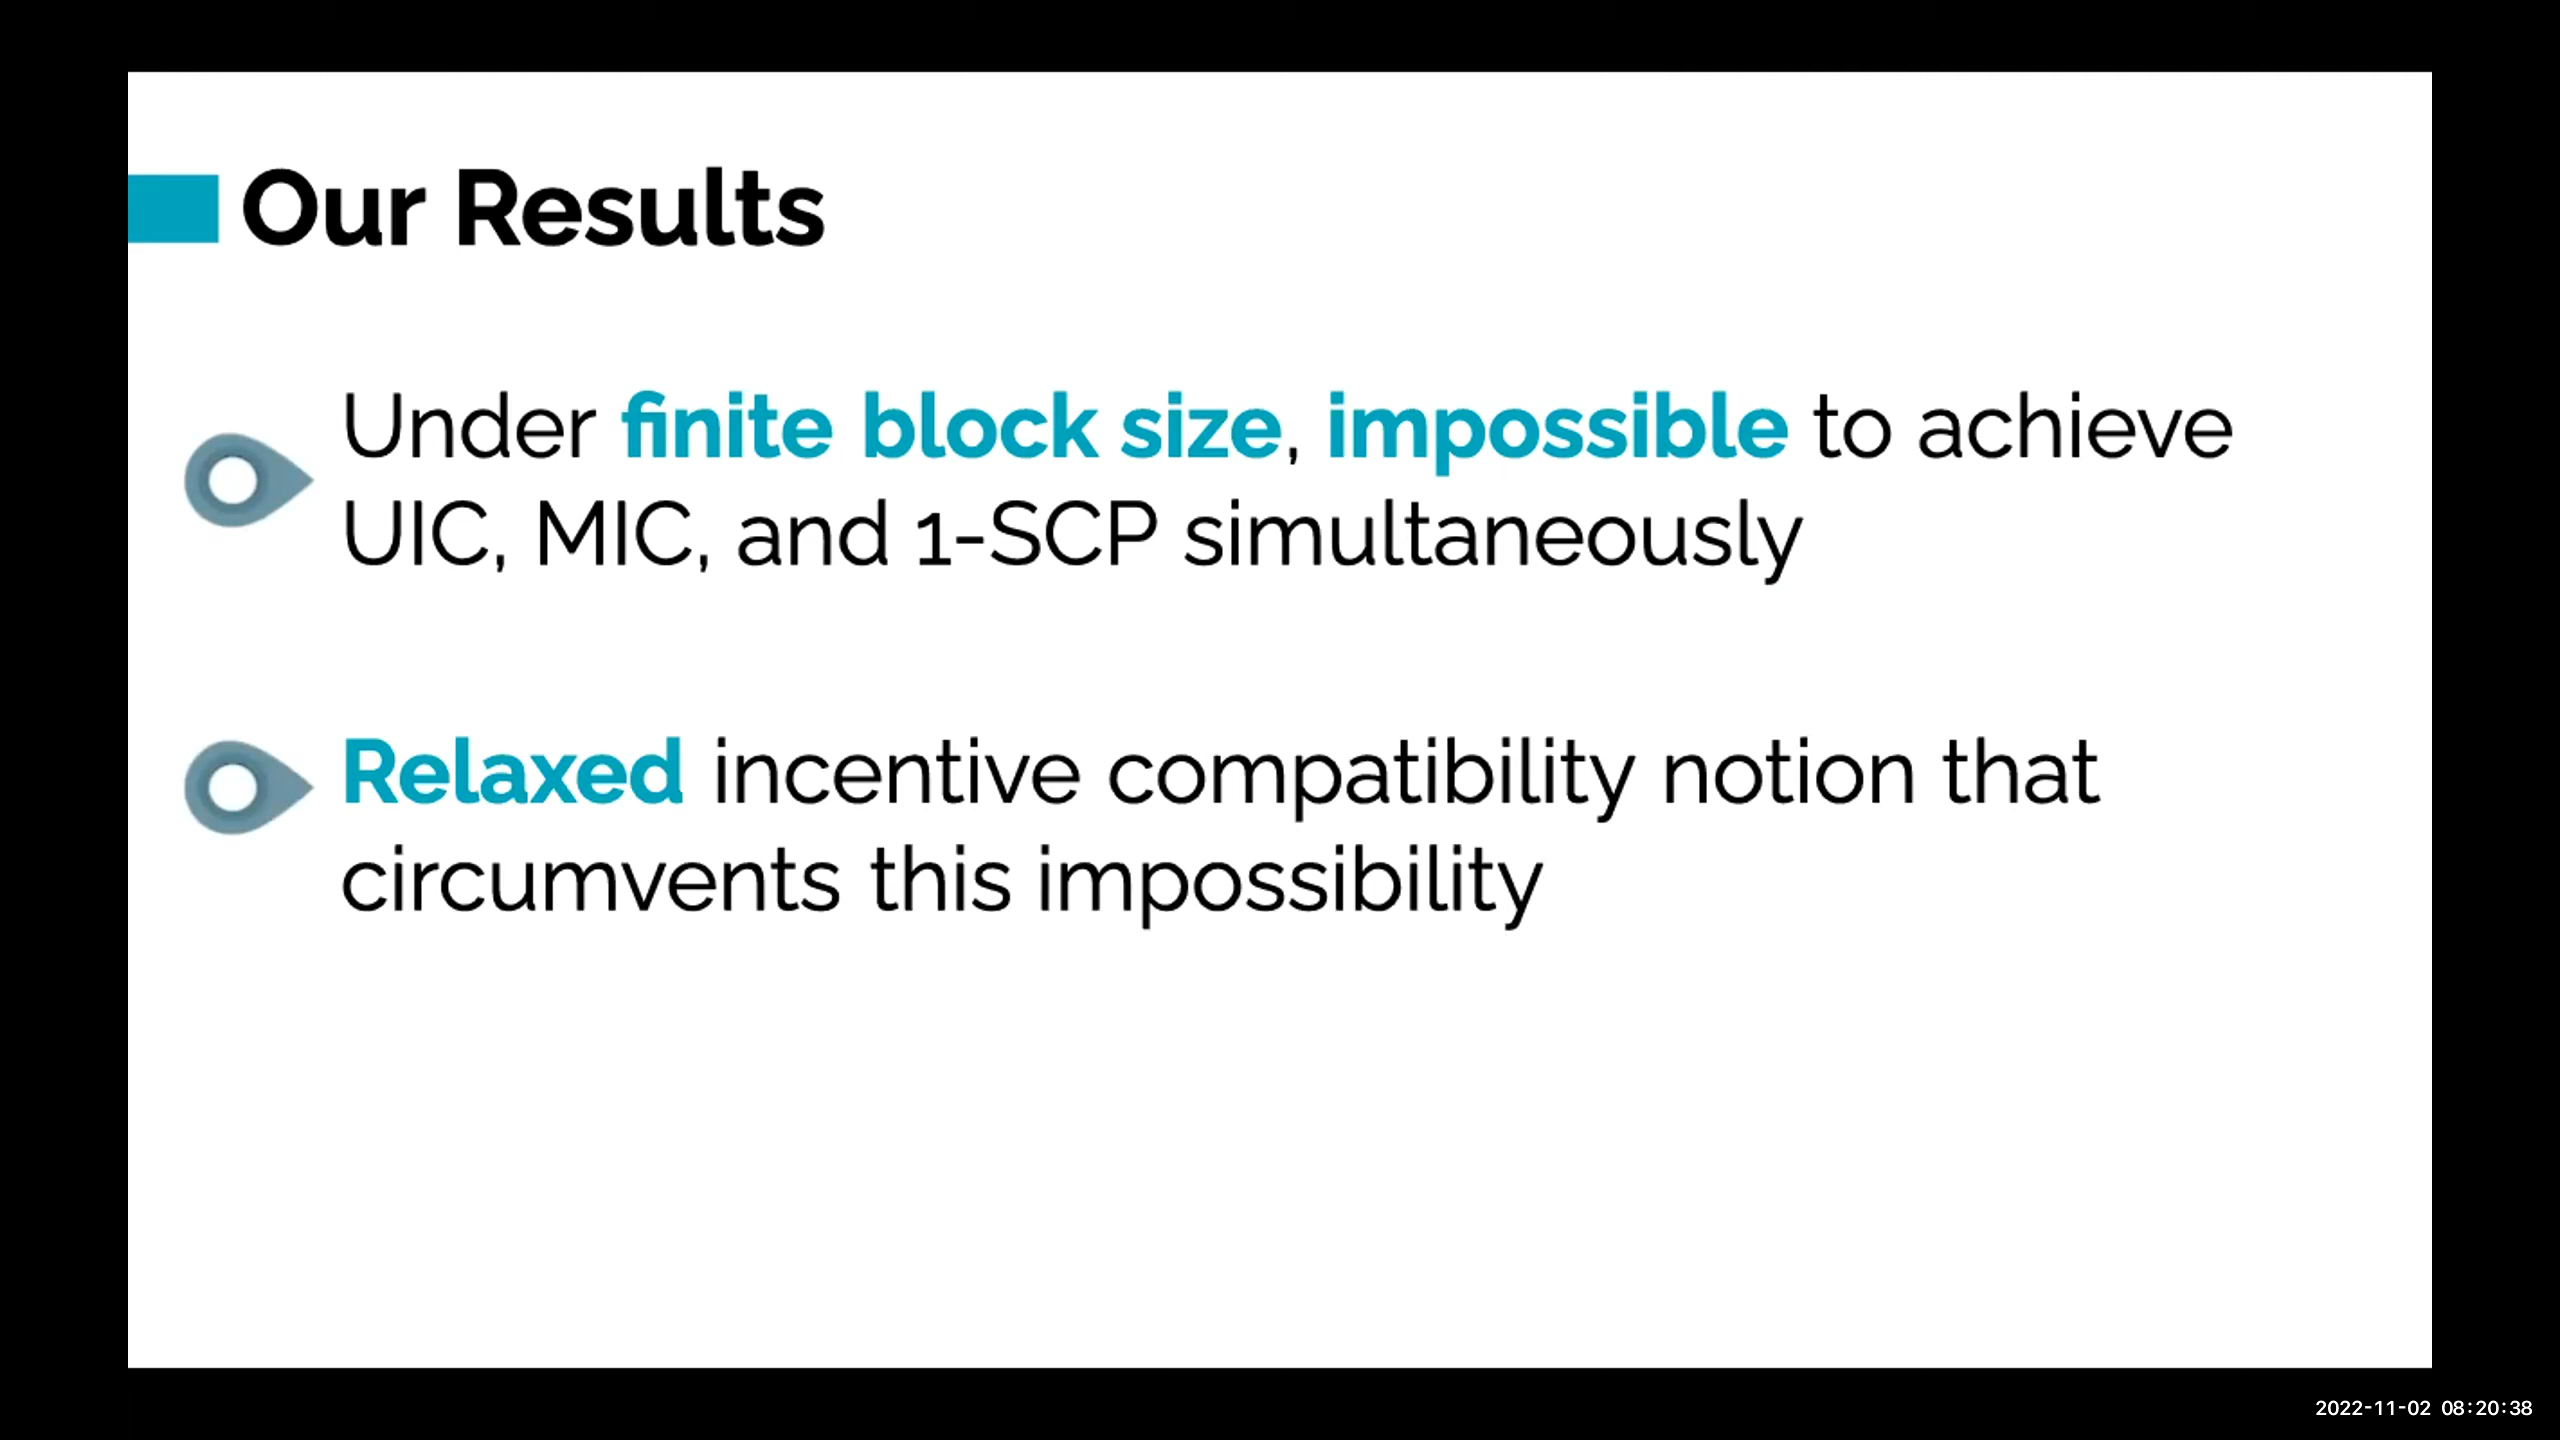 Our Results
Under finite block size, impossible to achieve
UIC, MIC, and 1-SCP simultaneously
Relaxed incentive compatibility notion that
circumvents this impossibility
2022-11-02 08:20:38